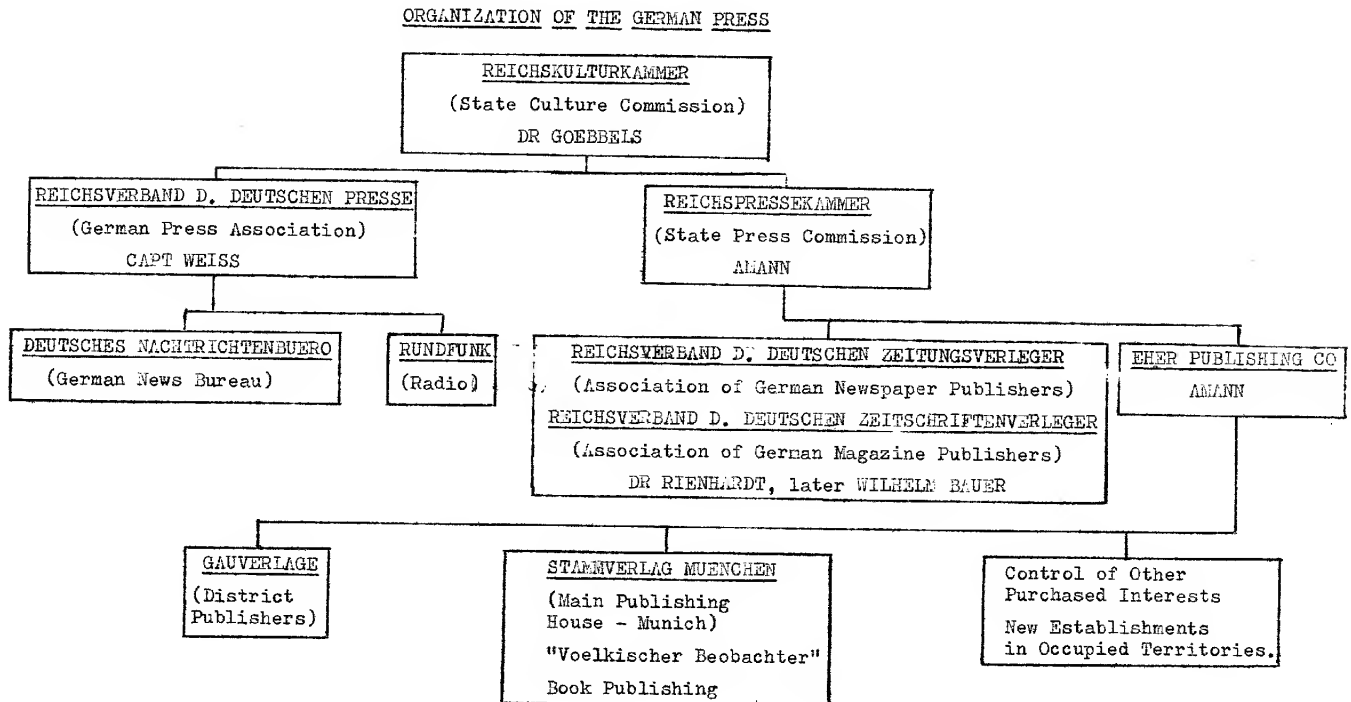 ORGANIZATION OF THE GERMAN PRESS
REICHSKULTURKAMMER
(State Culture Commission)
DR GOEBBELS
REICHSVERBAND D. DEUTSCHEN PRESSE
(German Press Association)
CAPT WEISS
REICHSPRESSEKAMMER
(State Press Commission)
AMANN
DEUTSCHES NACHTRICHTENBUERO
(German News Bureau)
RUNDFUNK
(Radio)
REICHSVERBAND D. DEUTSCHEN ZEITUNGSVERLEGER
(Association of German Newspaper Publishers)
REICHSVERBAND D. DEUTSCHEN ZEITSCHRIFTENVERLEGER
(Association of German Magazine Publishers)
DR RIENHARDT, later WILHELM BAUER
EHER PUBLISHING CO
AMANN
GAUVERLAGE
(District
Publishers)
STAMMVERLAG MUENCHEN
(Main Publishing
House - Munich)
"Voelkischer Beobachter"
Book Publishing
Control of Other
Purchased Interests
New Establishments
in Occupied Territories.